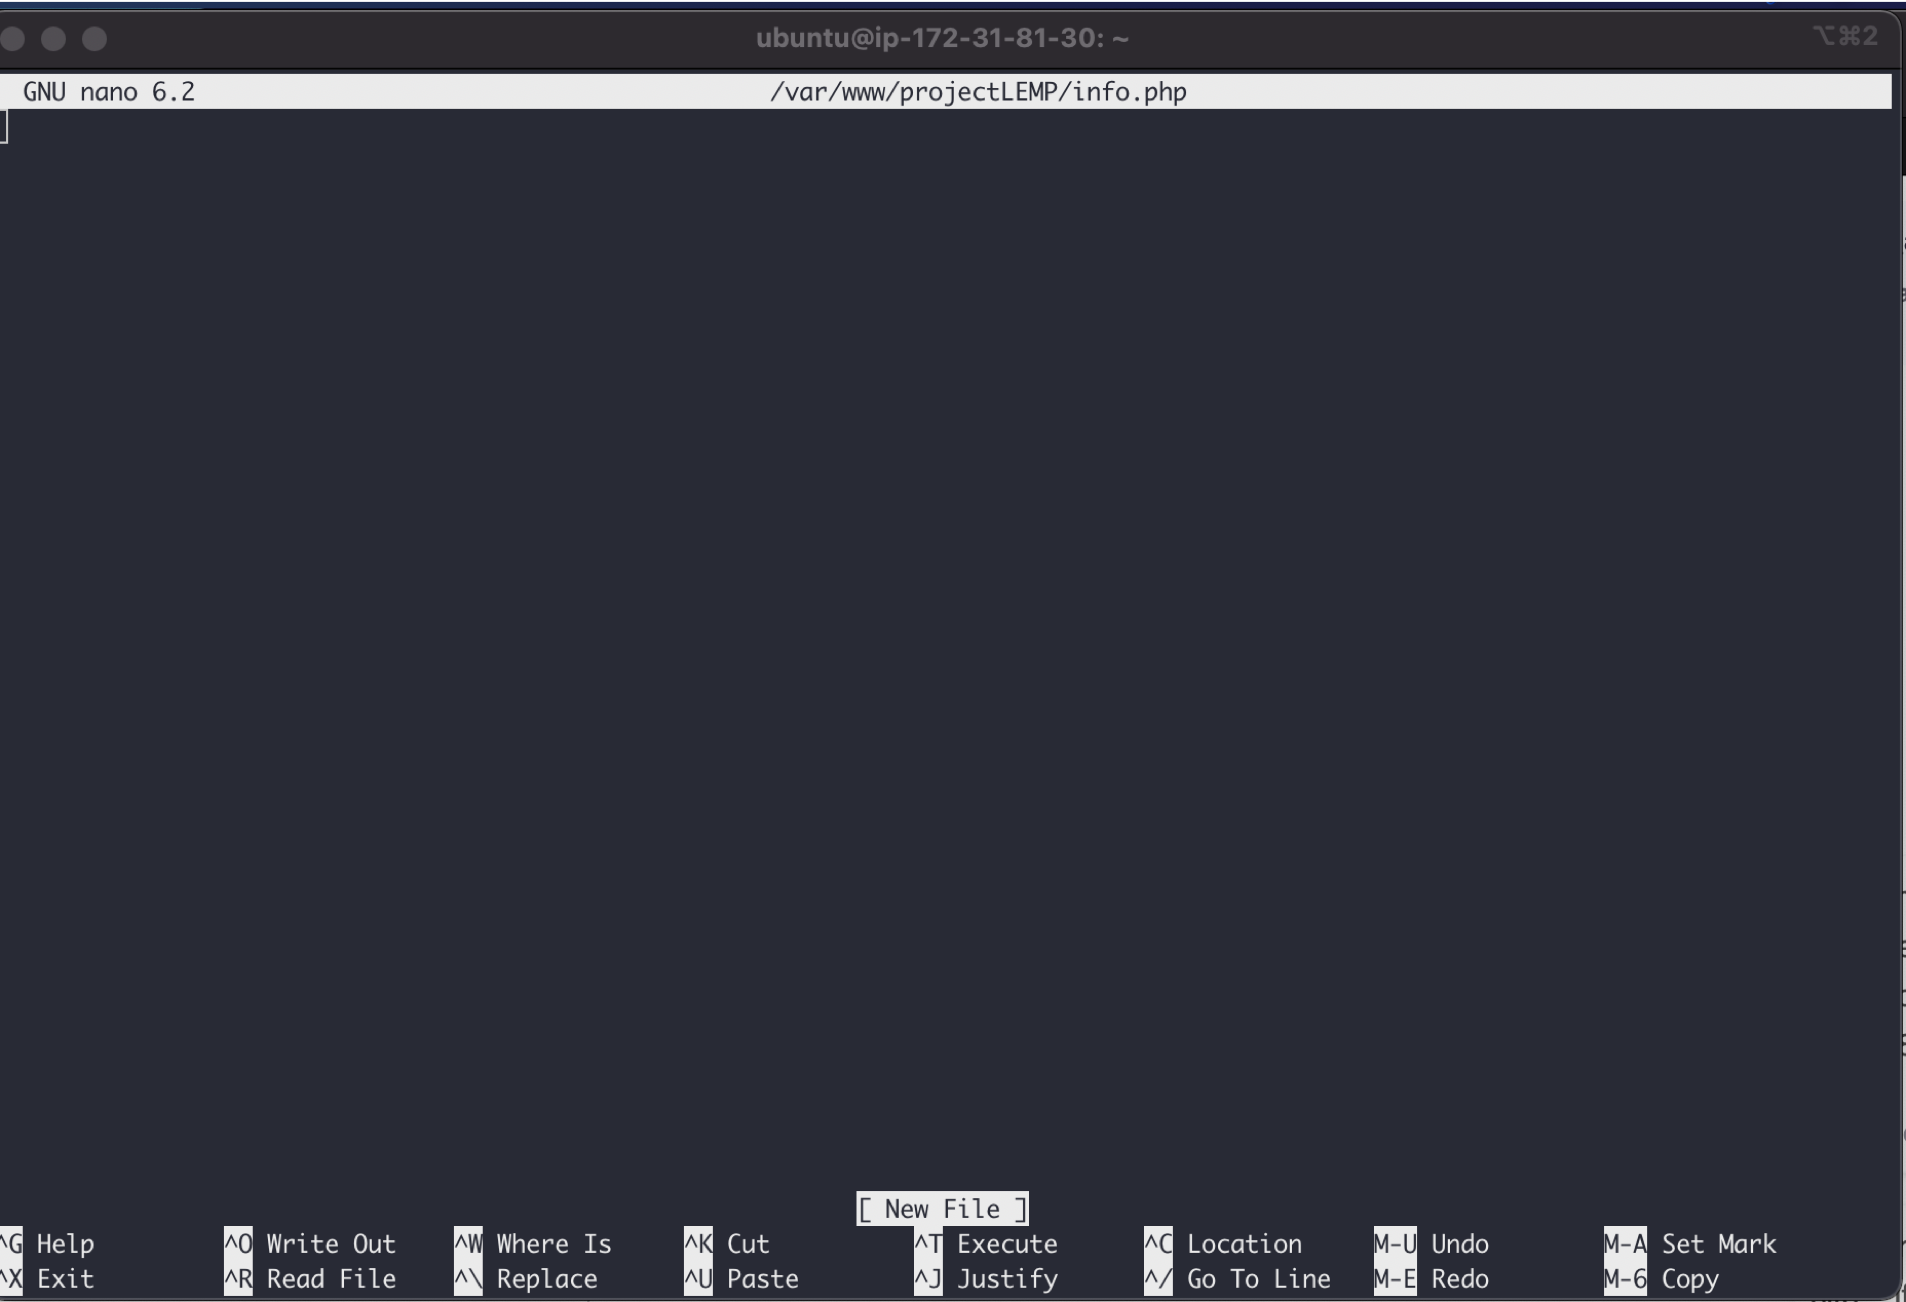 ubuntu@ip-172-31-81-30: ~ ⌥⌘2
GNU nano 6.2 /var/www/projectLEMP/info.php
[ New File ]
^G Help ^O Write Out ^W Where Is ^K Cut ^T Execute ^C Location M-U Undo M-A Set Mark
^X Exit ^R Read File ^\ Replace ^U Paste ^J Justify ^/ Go To Line M-E Redo M-6 Copy